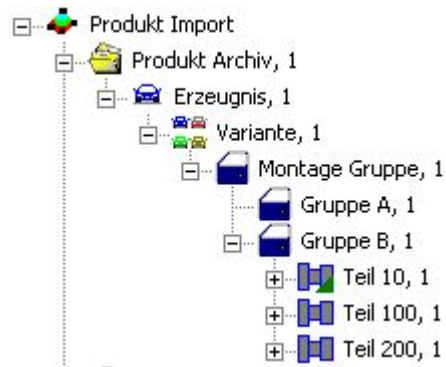 Produkt Import
Produkt Archiv, 1
Erzeugnis, 1
Variante, 1
Montage Gruppe, 1
Gruppe A, 1
Gruppe B, 1
Teil 10, 1
Teil 100, 1
Teil 200, 1